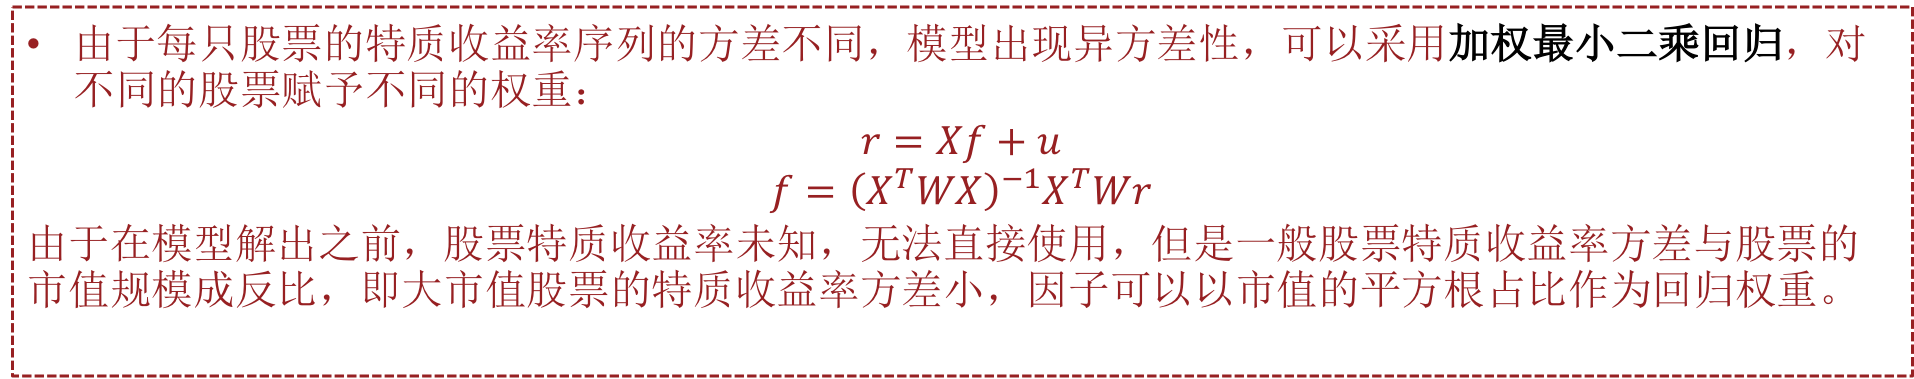 • 由于每只股票的特质收益率序列的方差不同，模型出现异方差性，可以采用加权最小二乘回归，对
不同的股票赋予不同的权重：
r = Xf + u
f = (XᵀWX)⁻¹XᵀWr
由于在模型解出之前，股票特质收益率未知，无法直接使用，但是一般股票特质收益率方差与股票的
市值规模成反比，即大市值股票的特质收益率方差小，因子可以以市值的平方根占比作为回归权重。